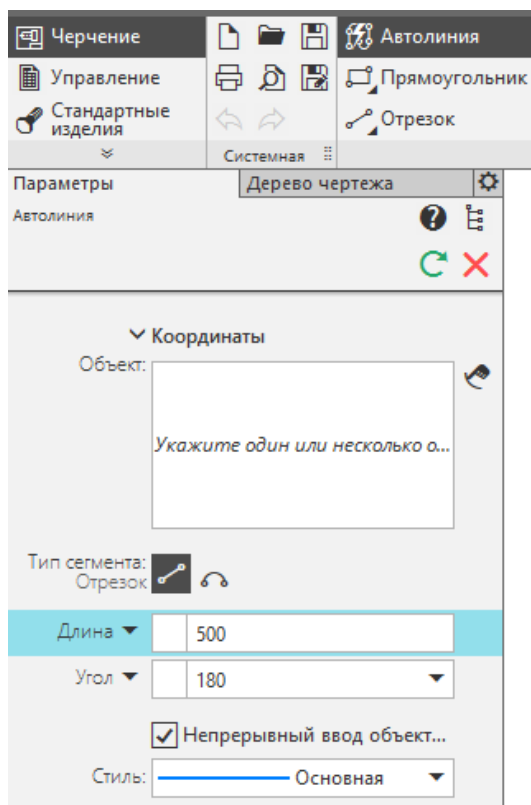 Черчение
Автолиния
Управление
Прямоугольник
Стандартные
изделия
Отрезок
Системная
Параметры
Дерево чертежа
Автолиния
Координаты
Объект:
Укажите один или несколько о...
Тип сегмента:
Отрезок
Длина 500
Угол 180
Непрерывный ввод объект...
Стиль: Основная